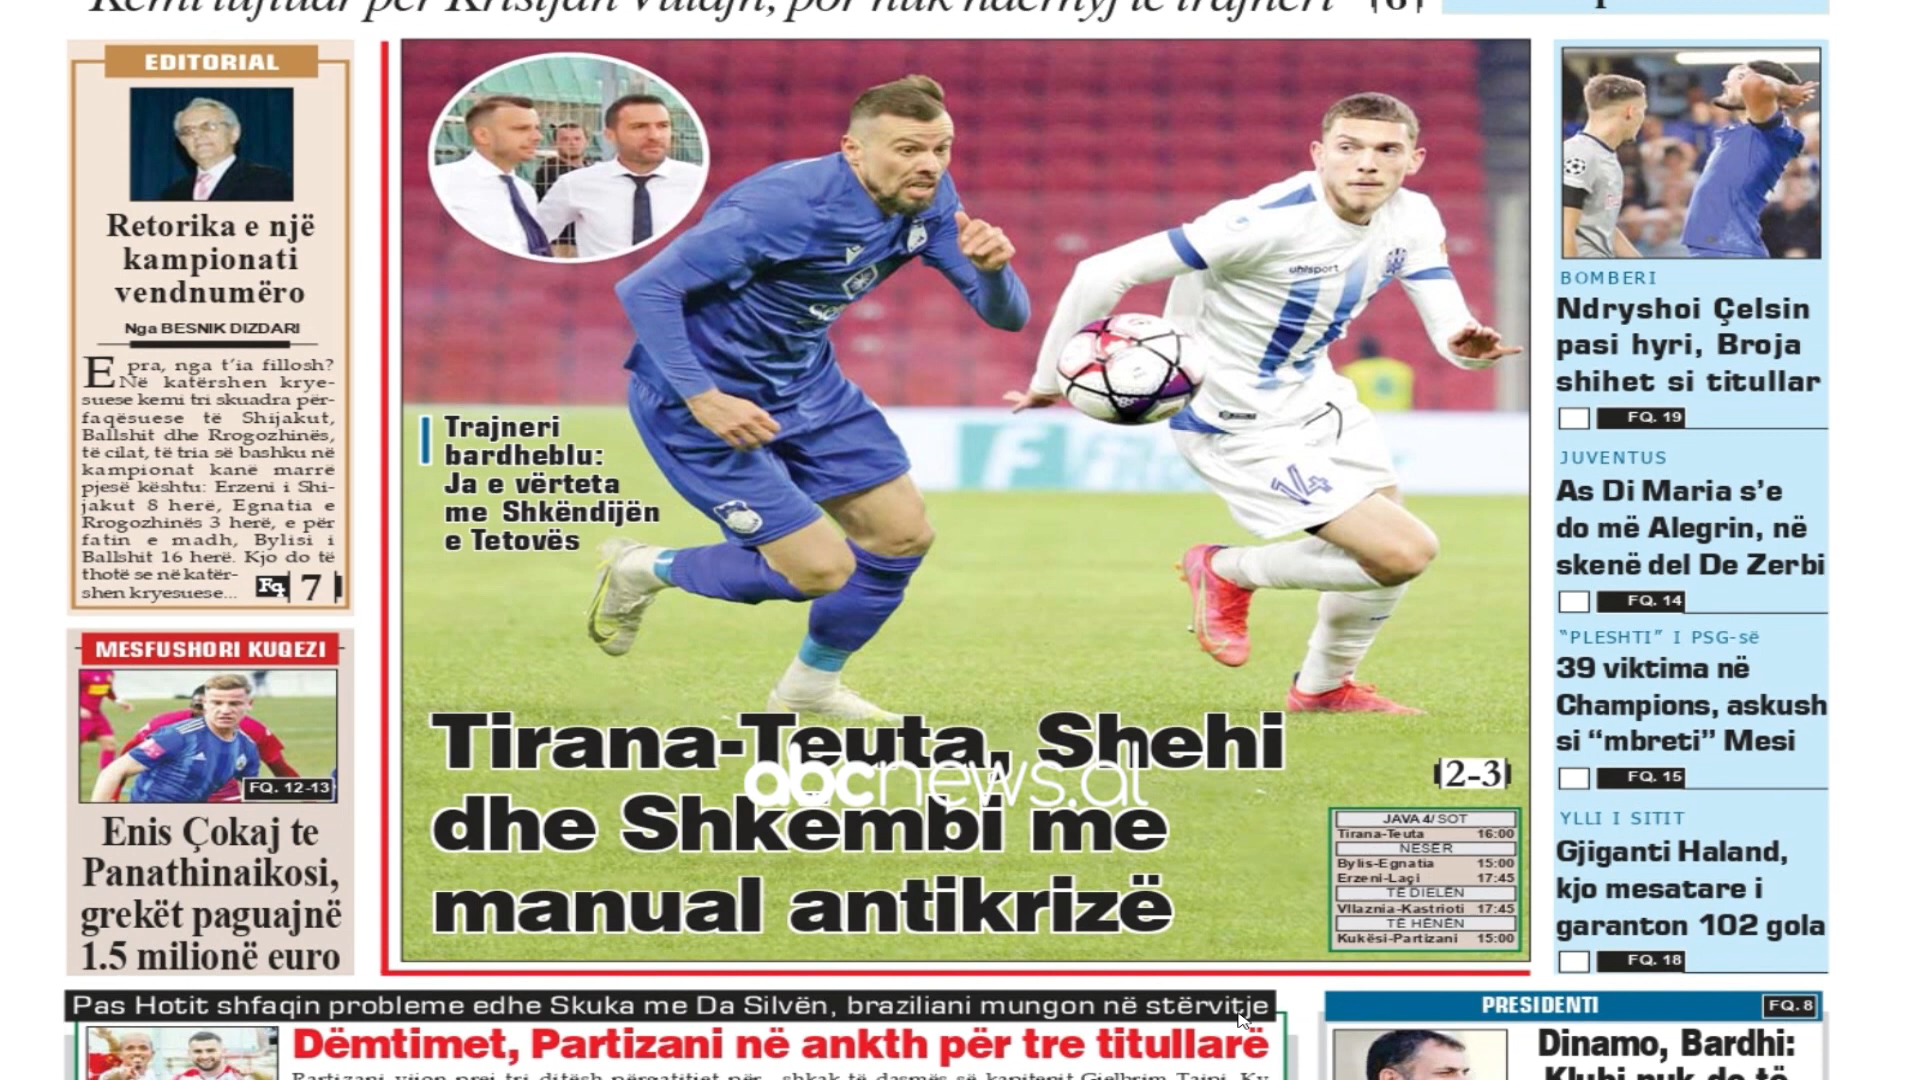 EDITORIAL
Retorika e një
kampionati
vendnumëro
Nga BESNIK DIZDARI
Epra, nga t'ia fillosh?
Në katërshen krye-
suese kemi tri skuadra për-
faqësuese të Shijakut,
Ballshit dhe Rrogozhinës,
të cilat, të tria së bashku në
kampionat kanë marrë
pjesë kështu: Erzeni i Shi-
jakut 8 herë, Egnatia e
Rrogozhinës 3 herë, e për
fatin e madh, Bylisi i
Ballshit 16 herë. Kjo do të
thotë se në katër-
shen kryesuese...
Fq 7
MESFUSHORI KUQEZI
FQ. 12-13
Enis Çokaj te
Panathinaikosi,
grekët paguajnë
1.5 milionë euro
uhlsport
14
Trajneri
bardheblu:
Ja e vërteta
me Shkëndijën
e Tetovës
Tirana-Teuta, Shehi
dhe Shkëmbi me
manual antikrizë
abcnews.al
2-3
JAVA 4/ SOT
Tirana-Teuta 16:00
NESËR
Bylis-Egnatia 15:00
Erzeni-Laçi 17:45
TË DIELËN
Vllaznia-Kastrioti 17:45
TË HËNËN
Kukësi-Partizani 15:00
BOMBERI
Ndryshoi Çelsin
pasi hyri, Broja
shihet si titullar
FQ. 19
JUVENTUS
As Di Maria s'e
do më Alegrin, në
skenë del De Zerbi
FQ. 14
"PLESHTI" I PSG-së
39 viktima në
Champions, askush
si "mbreti" Mesi
FQ. 15
YLLI I SITIT
Gjiganti Haland,
kjo mesatare i
garanton 102 gola
FQ. 18
Pas Hotit shfaqin probleme edhe Skuka me Da Silvën, braziliani mungon në stërvitje
Dëmtimet, Partizani në ankth për tre titullarë
PRESIDENTI
FQ. 8
Dinamo, Bardhi: